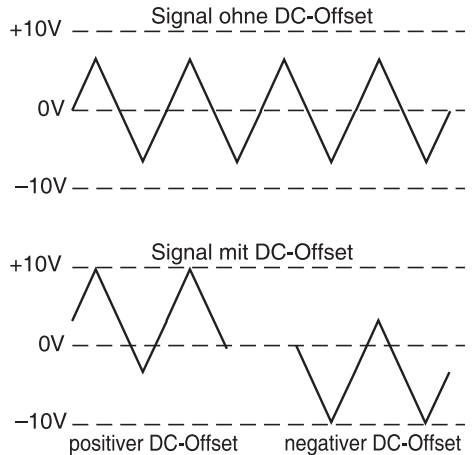 Signal ohne DC-Offset
+10V
0V
–10V
Signal mit DC-Offset
+10V
0V
–10V
positiver DC-Offset negativer DC-Offset